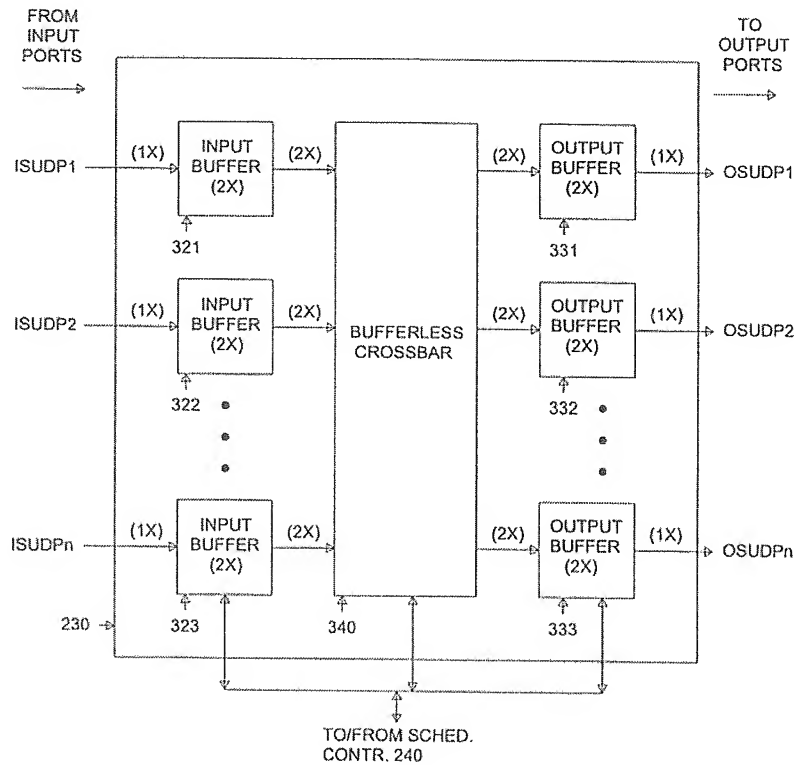 FROM
INPUT
PORTS
TO
OUTPUT
PORTS
ISUDP1
(1X)
INPUT
BUFFER
(2X)
(2X)
(2X)
OUTPUT
BUFFER
(2X)
(1X)
OSUDP1
321
331
ISUDP2
(1X)
INPUT
BUFFER
(2X)
(2X)
BUFFERLESS
CROSSBAR
(2X)
OUTPUT
BUFFER
(2X)
(1X)
OSUDP2
322
332
ISUDPn
(1X)
INPUT
BUFFER
(2X)
(2X)
(2X)
OUTPUT
BUFFER
(2X)
(1X)
OSUDPn
230
323
340
333
TO/FROM SCHED.
CONTR. 240